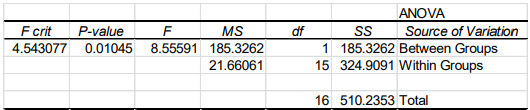 ANOVA
F crit P-value F MS df SS Source of Variation
4.543077 0.01045 8.55591 185.3262 1 185.3262 Between Groups
21.66061 15 324.9091 Within Groups
16 510.2353 Total